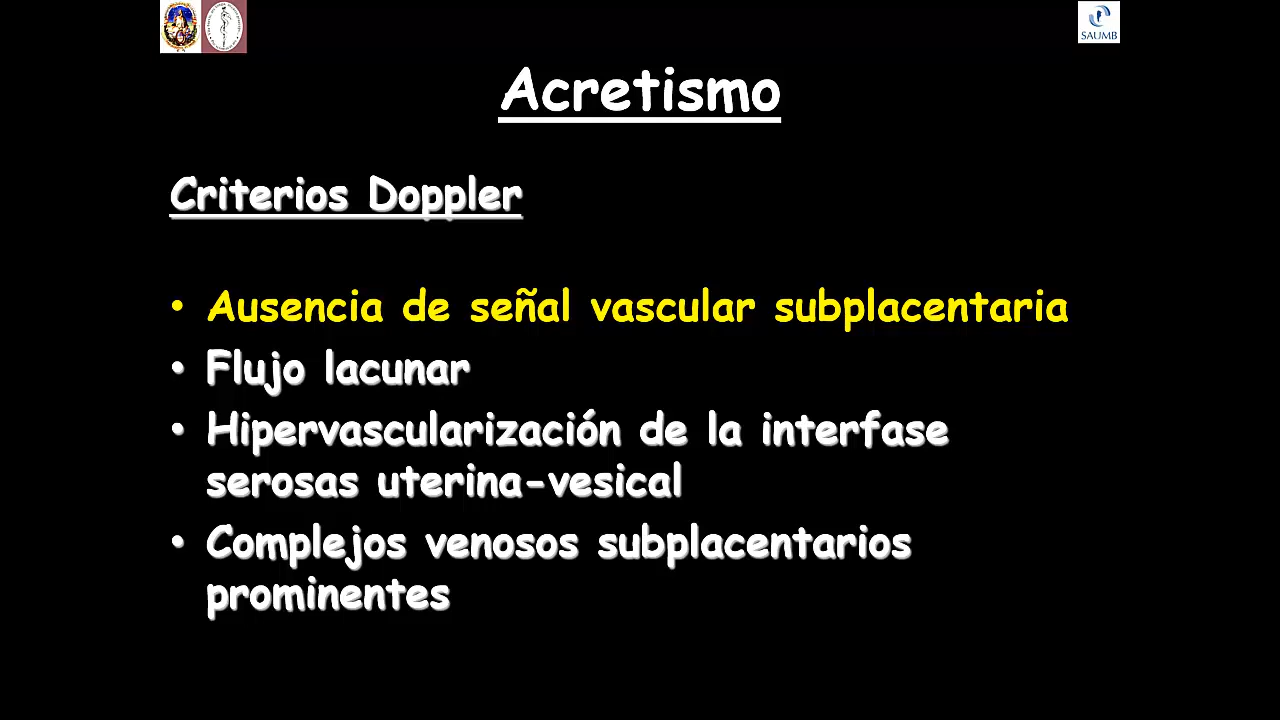 SAUMB
Acretismo
Criterios Doppler
• Ausencia de señal vascular subplacentaria
• Flujo lacunar
• Hipervascularización de la interfase
serosas uterina-vesical
• Complejos venosos subplacentarios
prominentes